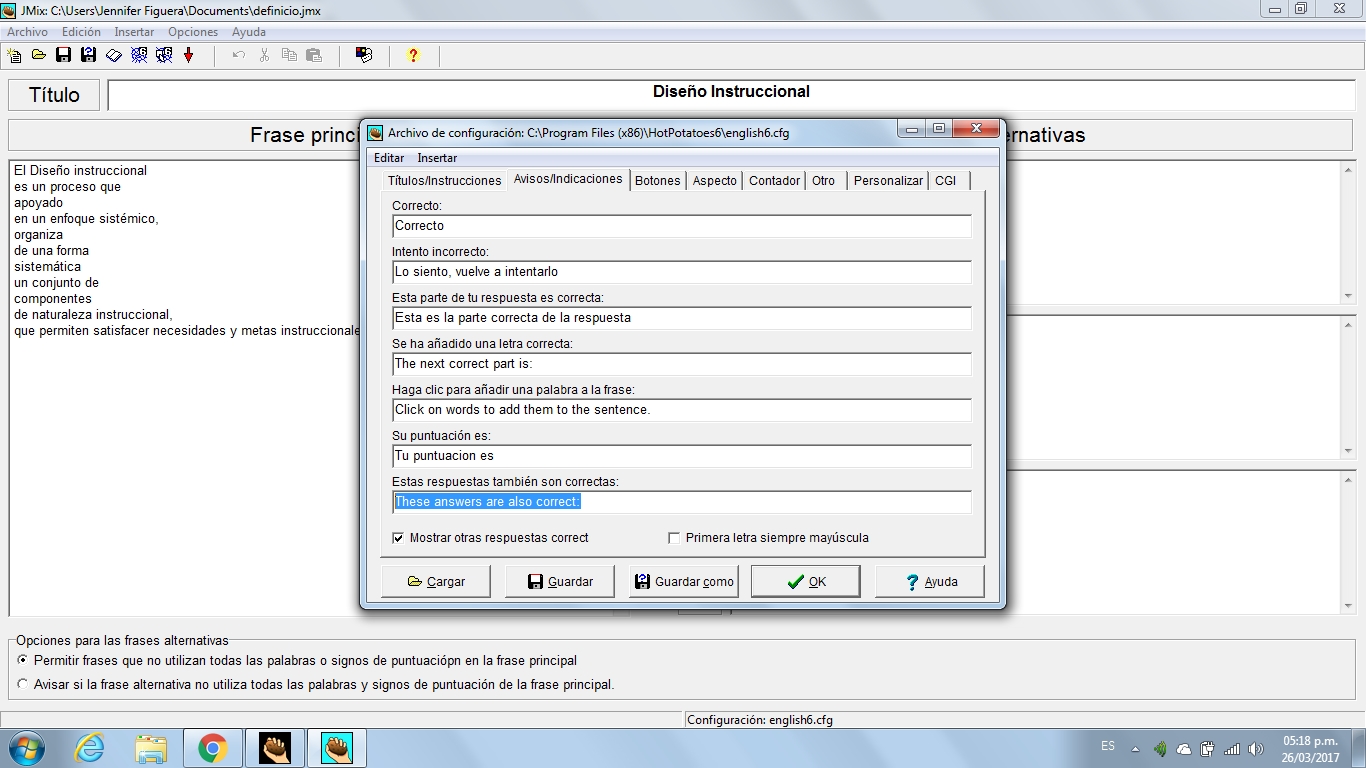 JMix: C:\Users\Jennifer Figuera\Documents\definicio.jmx
Archivo Edición Insertar Opciones Ayuda
Título
Diseño Instruccional
Frase princi
rnativas
El Diseño instruccional
es un proceso que
apoyado
en un enfoque sistémico,
organiza
de una forma
sistemática
un conjunto de
componentes
de naturaleza instruccional,
que permiten satisfacer necesidades y metas instruccionale
Archivo de configuración: C:\Program Files (x86)\HotPotatoes6\english6.cfg
Editar Insertar
Títulos/Instrucciones Avisos/Indicaciones Botones Aspecto Contador Otro Personalizar CGI
Correcto:
Correcto
Intento incorrecto:
Lo siento, vuelve a intentarlo
Esta parte de tu respuesta es correcta:
Esta es la parte correcta de la respuesta
Se ha añadido una letra correcta:
The next correct part is:
Haga clic para añadir una palabra a la frase:
Click on words to add them to the sentence.
Su puntuación es:
Tu puntuacion es
Estas respuestas también son correctas:
These answers are also correct:
Mostrar otras respuestas correct Primera letra siempre mayúscula
Cargar Guardar Guardar como OK Ayuda
Opciones para las frases alternativas
Permitir frases que no utilizan todas las palabras o signos de puntuaciópn en la frase principal
Avisar si la frase alternativa no utiliza todas las palabras y signos de puntuación de la frase principal.
Configuración: english6.cfg
ES
05:18 p.m.
26/03/2017